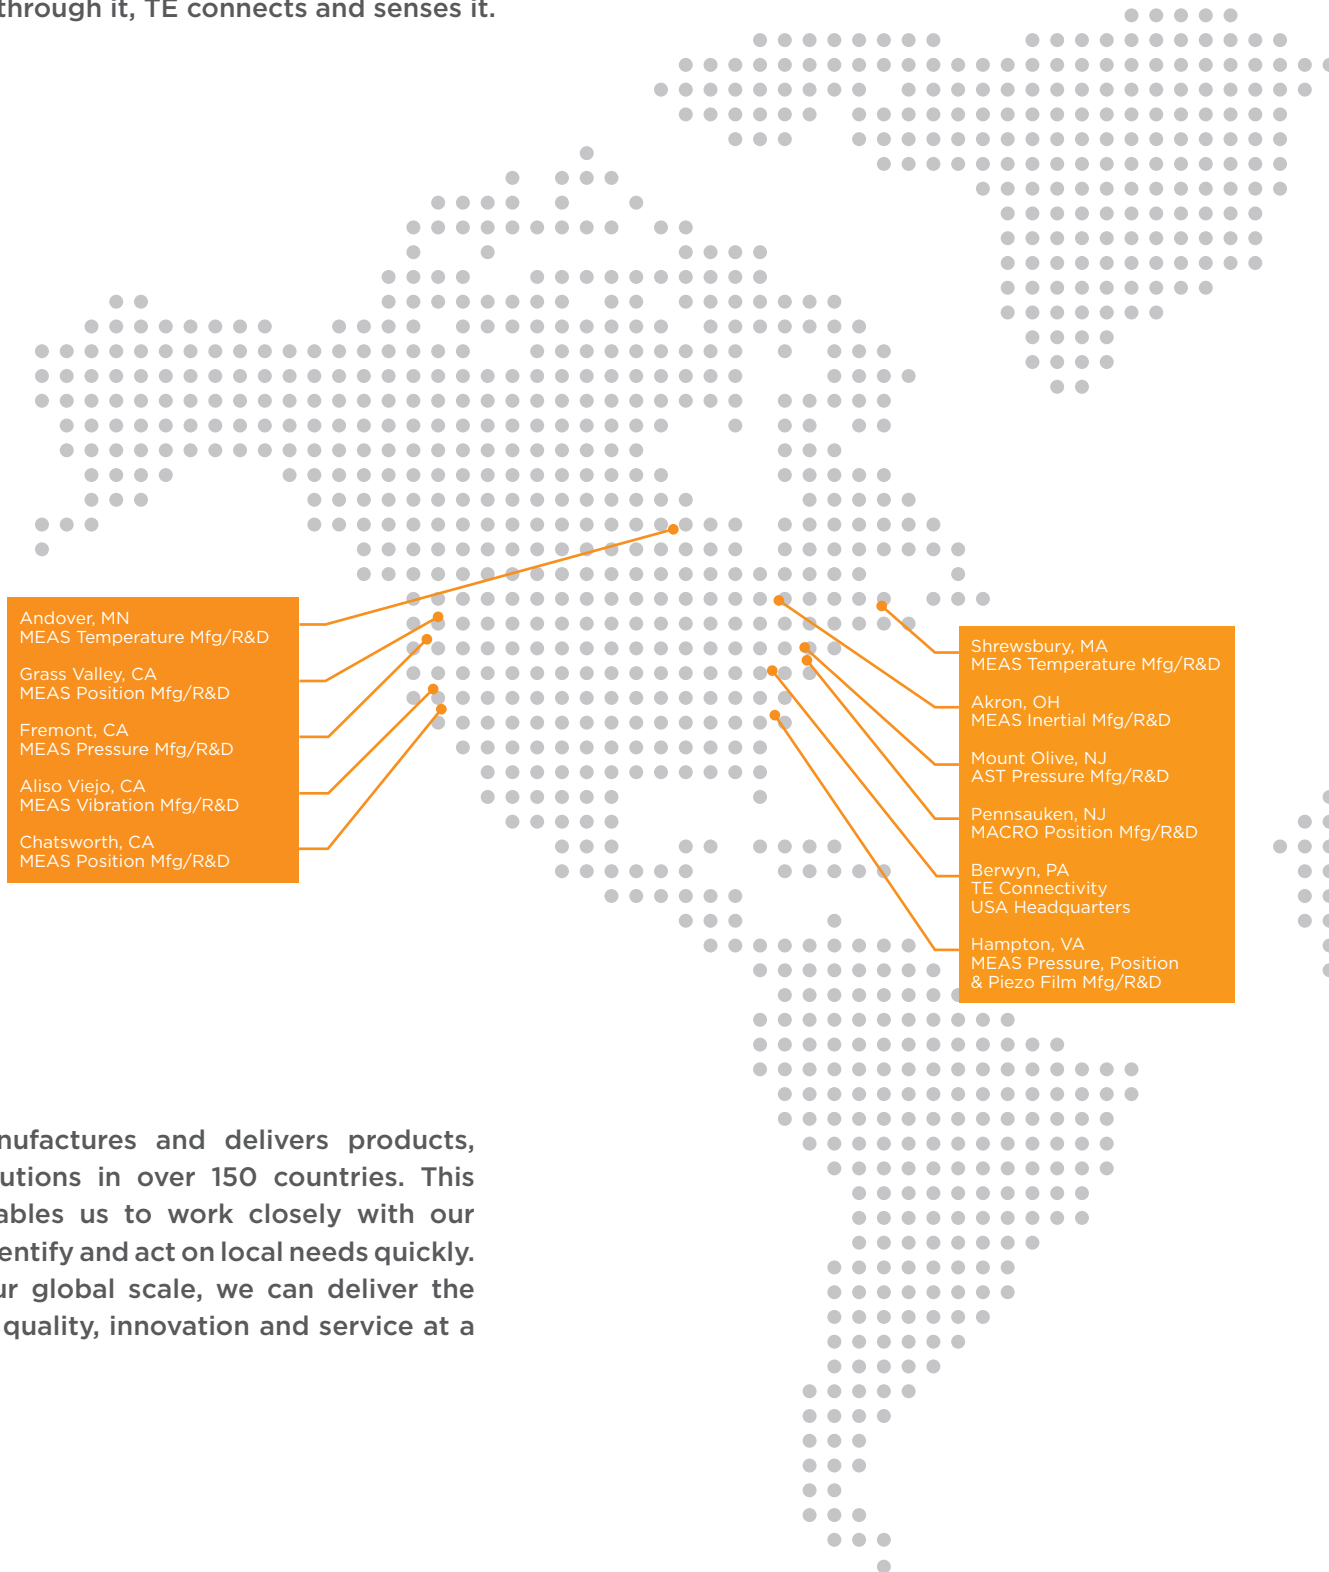 through it, TE connects and senses it.
Andover, MN
MEAS Temperature Mfg/R&D
Grass Valley, CA
MEAS Position Mfg/R&D
Fremont, CA
MEAS Pressure Mfg/R&D
Aliso Viejo, CA
MEAS Vibration Mfg/R&D
Chatsworth, CA
MEAS Position Mfg/R&D
Shrewsbury, MA
MEAS Temperature Mfg/R&D
Akron, OH
MEAS Inertial Mfg/R&D
Mount Olive, NJ
AST Pressure Mfg/R&D
Pennsauken, NJ
MACRO Position Mfg/R&D
Berwyn, PA
TE Connectivity
USA Headquarters
Hampton, VA
MEAS Pressure, Position
& Piezo Film Mfg/R&D
nufactures and delivers products,
utions in over 150 countries. This
ables us to work closely with our
entify and act on local needs quickly.
ur global scale, we can deliver the
quality, innovation and service at a